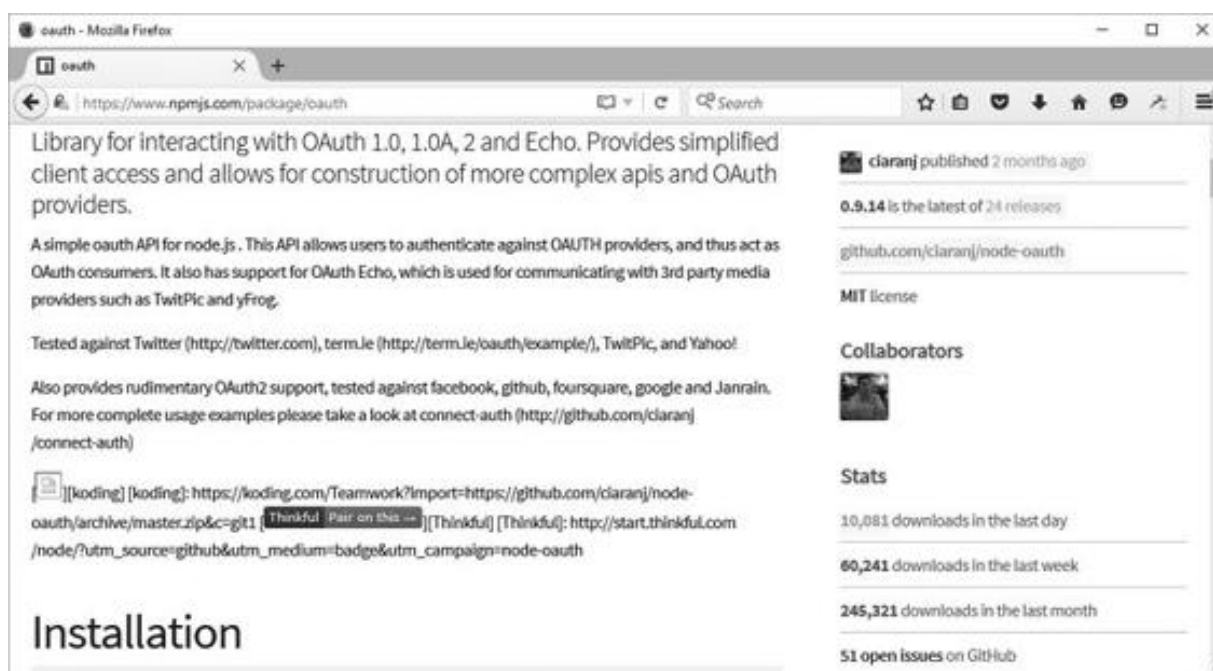 oauth - Mozilla Firefox
oauth
https://www.npmjs.com/package/oauth
Search
Library for interacting with OAuth 1.0, 1.0A, 2 and Echo. Provides simplified
client access and allows for construction of more complex apis and OAuth
providers.
A simple oauth API for node.js . This API allows users to authenticate against OAUTH providers, and thus act as
OAuth consumers. It also has support for OAuth Echo, which is used for communicating with 3rd party media
providers such as TwitPic and yFrog.
Tested against Twitter (http://twitter.com), term.ie (http://term.ie/oauth/example/), TwitPic, and Yahoo!
Also provides rudimentary OAuth2 support, tested against facebook, github, foursquare, google and Janrain.
For more complete usage examples please take a look at connect-auth (http://github.com/ciaranj
/connect-auth)
[ ][koding] [koding]: https://koding.com/Teamwork?import=https://github.com/ciaranj/node-
oauth/archive/master.zip&c=git1 [Thinkful Pair on this →][Thinkful] [Thinkful]: http://start.thinkful.com
/node/?utm_source=github&utm_medium=badge&utm_campaign=node-oauth
Installation
ciaranj published 2 months ago
0.9.14 is the latest of 24 releases
github.com/ciaranj/node-oauth
MIT license
Collaborators
Stats
10,081 downloads in the last day
60,241 downloads in the last week
245,321 downloads in the last month
51 open issues on GitHub